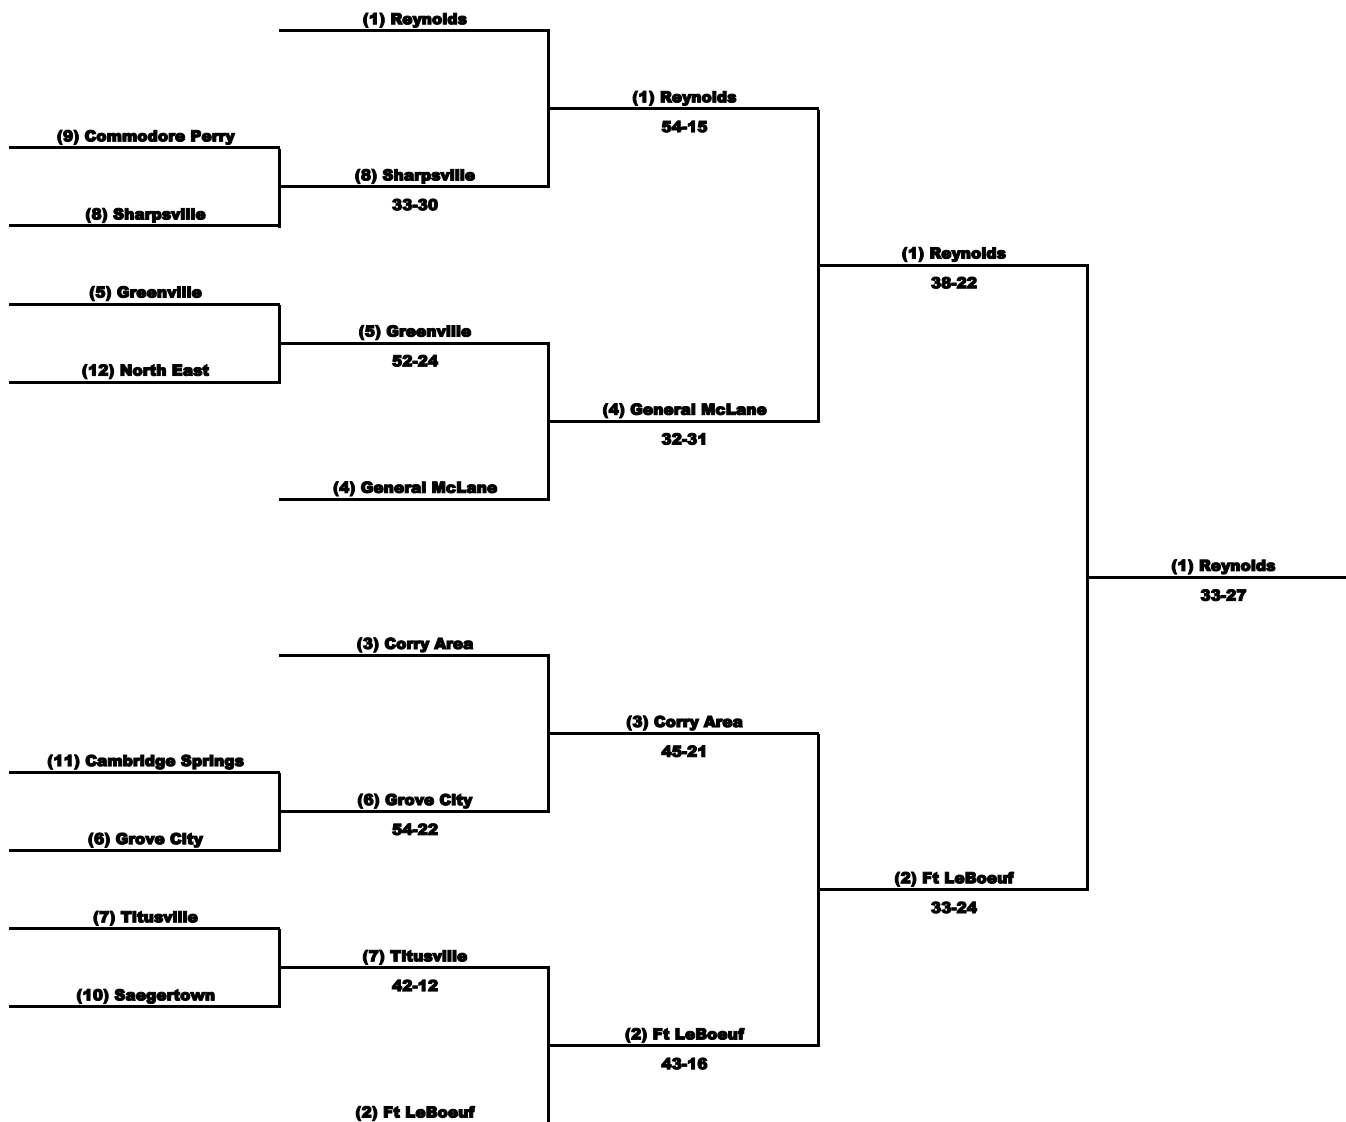 (1) Reynolds
(1) Reynolds
54-15
(9) Commodore Perry
(8) Sharpsville
33-30
(8) Sharpsville
(1) Reynolds
38-22
(5) Greenville
(5) Greenville
52-24
(12) North East
(4) General McLane
32-31
(4) General McLane
(1) Reynolds
33-27
(3) Corry Area
(3) Corry Area
45-21
(11) Cambridge Springs
(6) Grove City
54-22
(6) Grove City
(2) Ft LeBoeuf
33-24
(7) Titusville
(7) Titusville
42-12
(10) Saegertown
(2) Ft LeBoeuf
43-16
(2) Ft LeBoeuf